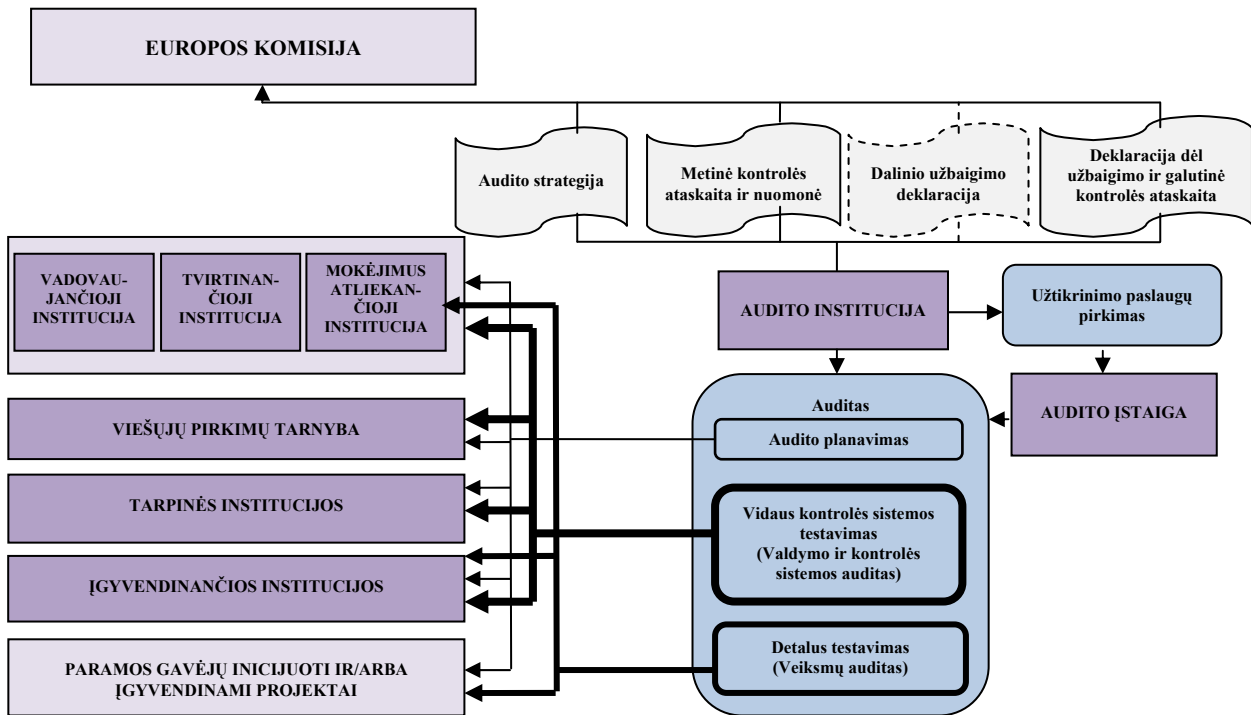 EUROPOS KOMISIJA
Audito strategija
Metinė kontrolės
ataskaita ir nuomonė
Dalinio užbaigimo
deklaracija
Deklaracija dėl
užbaigimo ir galutinė
kontrolės ataskaita
VADOVAU-
JANČIOJI
INSTITUCIJA
TVIRTINAN-
ČIOJI
INSTITUCIJA
MOKĖJIMUS
ATLIEKAN-
ČIOJI
INSTITUCIJA
AUDITO INSTITUCIJA
Užtikrinimo paslaugų
pirkimas
AUDITO ĮSTAIGA
Auditas
Audito planavimas
VIEŠŲJŲ PIRKIMŲ TARNYBA
TARPINĖS INSTITUCIJOS
Vidaus kontrolės sistemos
testavimas
(Valdymo ir kontrolės
sistemos auditas)
ĮGYVENDINANČIOS INSTITUCIJOS
Detalus testavimas
(Veiksmų auditas)
PARAMOS GAVĖJŲ INICIJUOTI IR/ARBA
ĮGYVENDINAMI PROJEKTAI